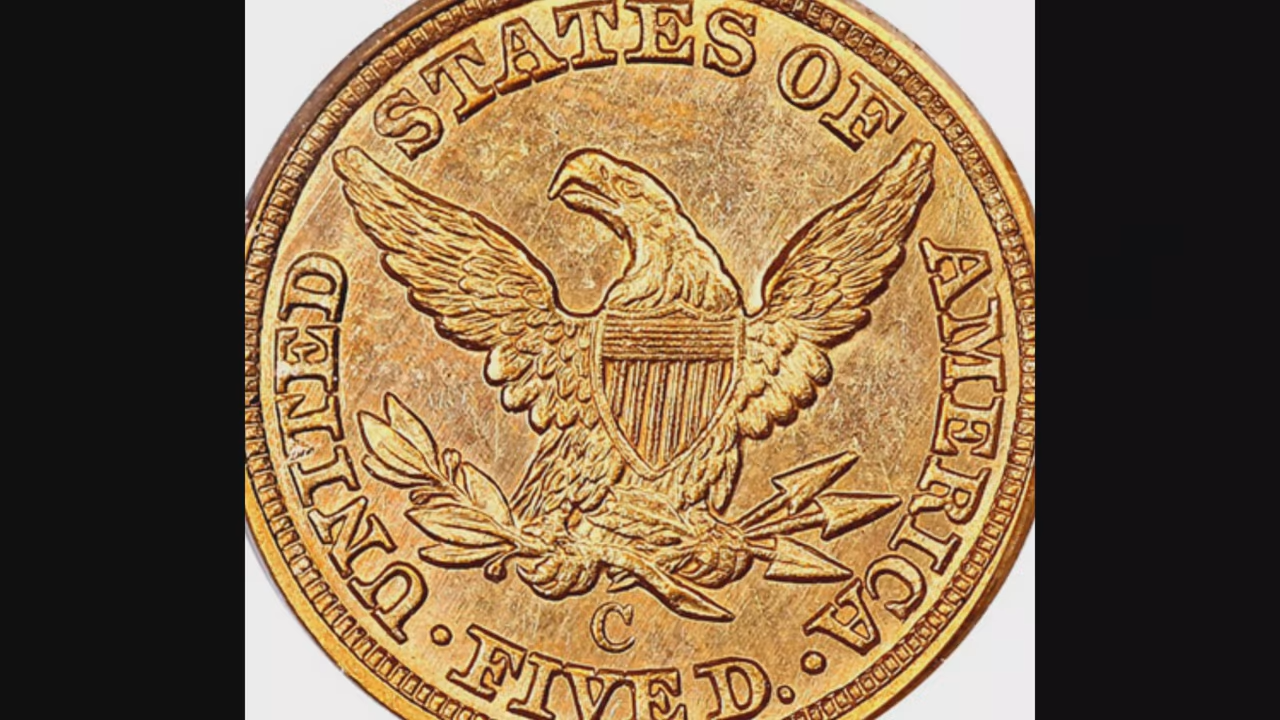 UNITED STATES OF AMERICA
C
· FIVE D. ·